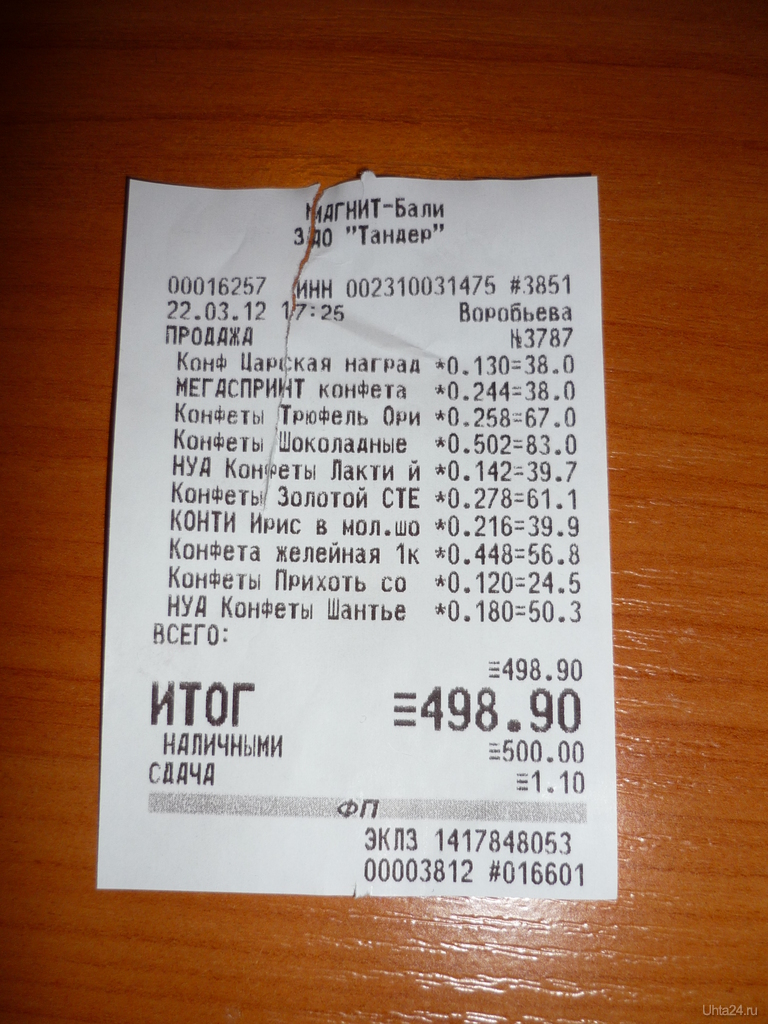 МАГНИТ-Бали
ЗАО "Тандер"
00016257 ИНН 002310031475 #3851
22.03.12 17:25 Воробьева
ПРОДАЖА №3787
Конф Царская наград *0.130=38.0
МЕГАСПРИНТ конфета *0.244=38.0
Конфеты Трюфель Ори *0.258=67.0
Конфеты Шоколадные *0.502=83.0
НУД Конфеты Лакти й *0.142=39.7
Конфеты Золотой СТЕ *0.278=61.1
КОНТИ Ирис в мол.шо *0.216=39.9
Конфета желейная 1к *0.448=56.8
Конфеты Прихоть со *0.120=24.5
НУД Конфеты Шантье *0.180=50.3
ВСЕГО:
≡498.90
ИТОГ ≡498.90
НАЛИЧНЫМИ ≡500.00
СДАЧА ≡1.10
ФП
ЭКЛЗ 1417848053
00003812 #016601
Uhta24.ru